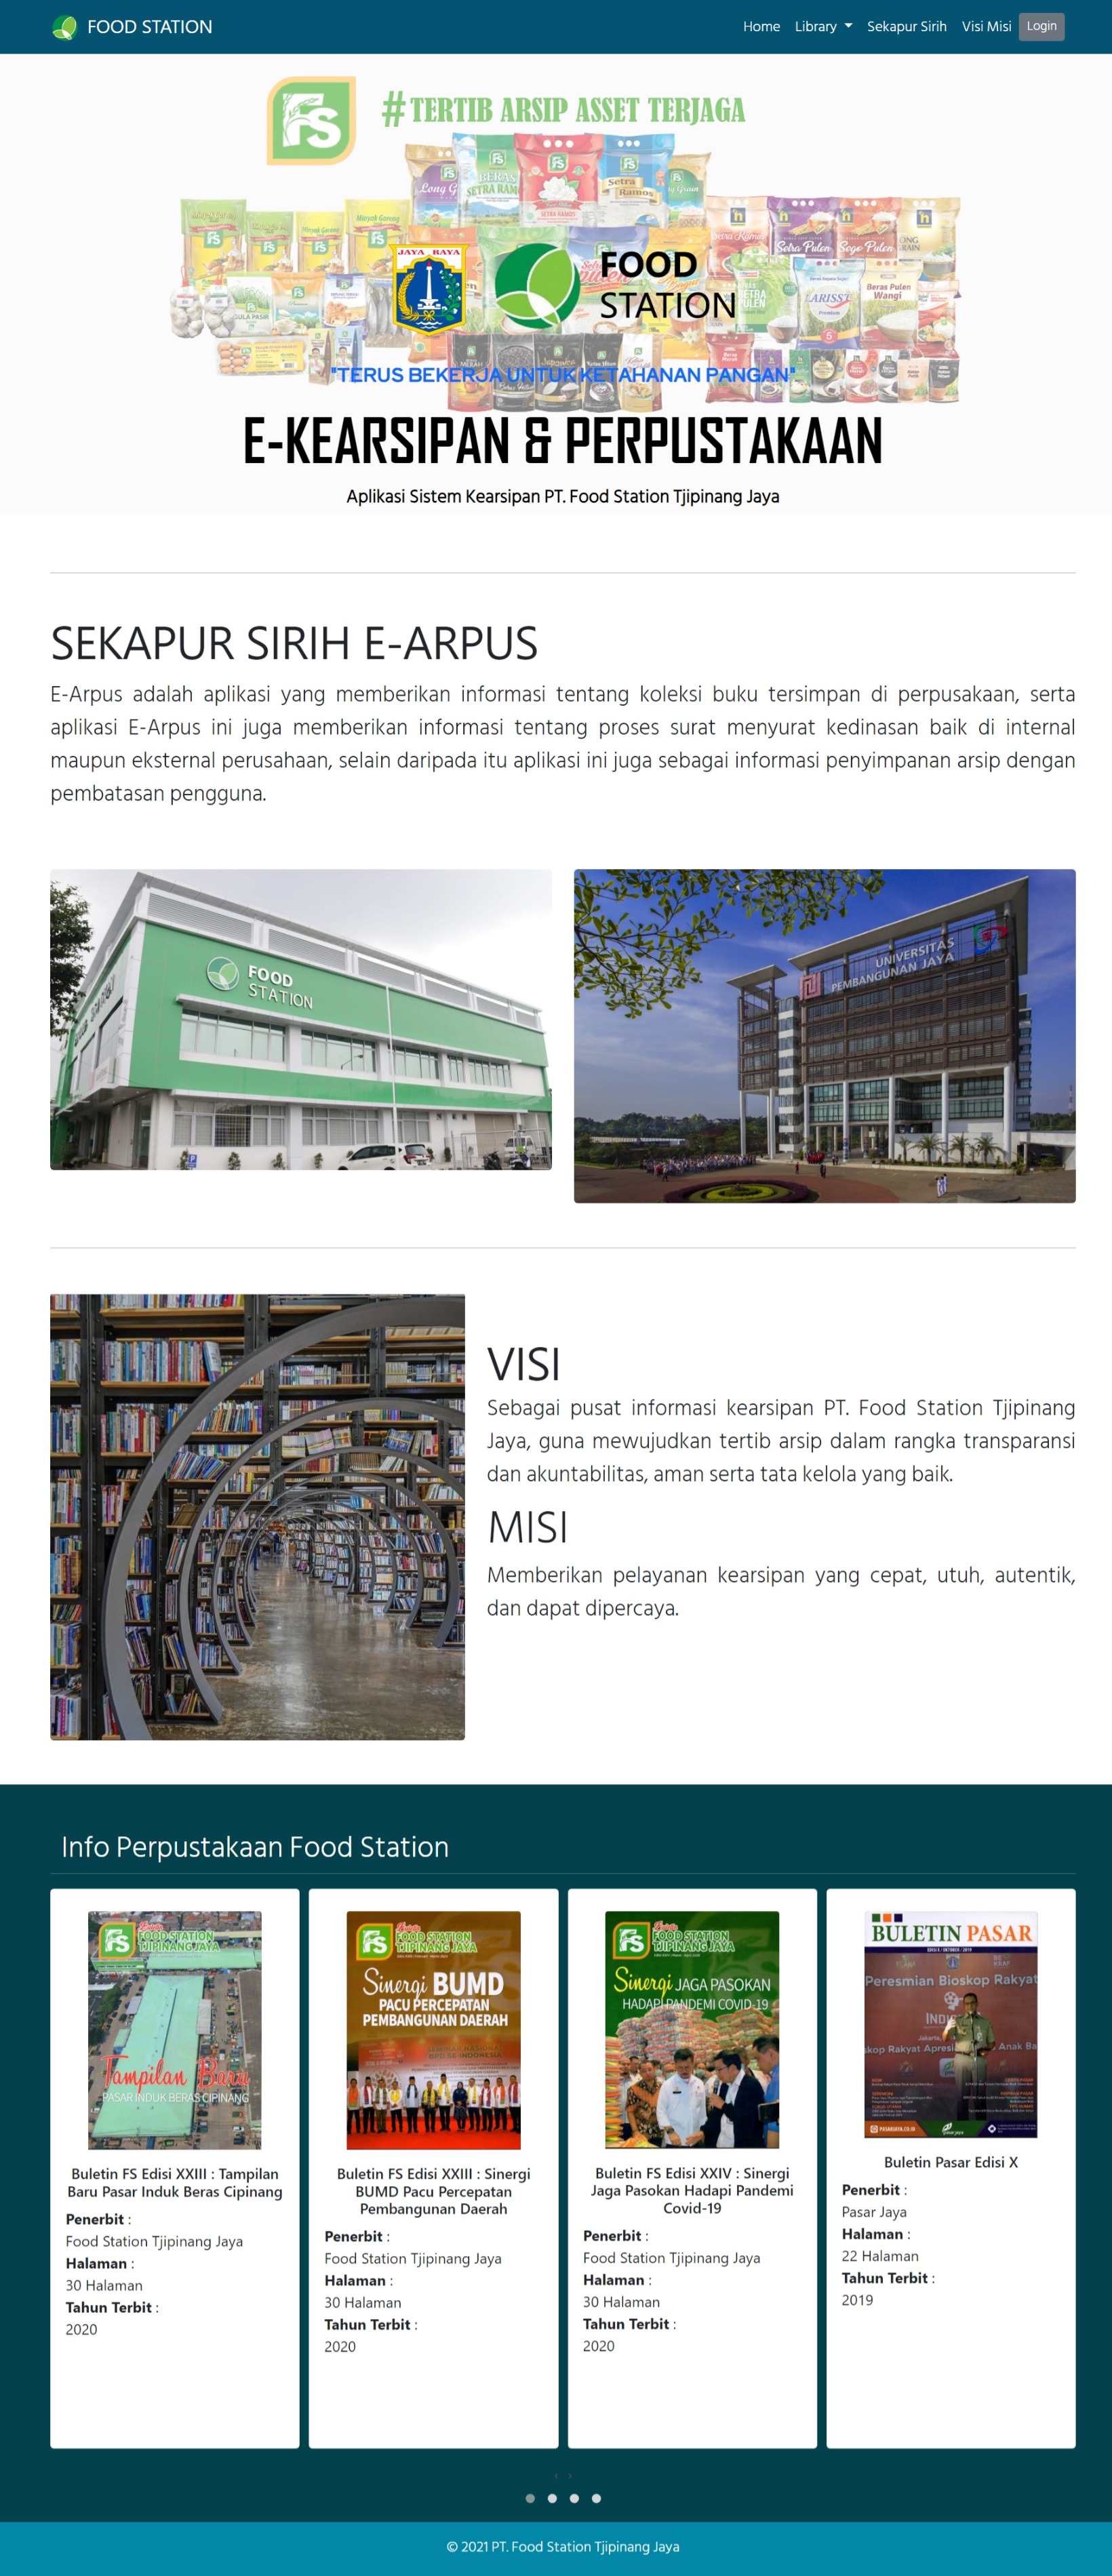 FOOD STATION
Home Library Sekapur Sirih Visi Misi Login
FS
#TERTIB ARSIP ASSET TERJAGA
JAYA RAYA
FOOD
STATION
"TERUS BEKERJA UNTUK KETAHANAN PANGAN"
E-KEARSIPAN & PERPUSTAKAAN
Aplikasi Sistem Kearsipan PT. Food Station Tjipinang Jaya
SEKAPUR SIRIH E-ARPUS
E-Arpus adalah aplikasi yang memberikan informasi tentang koleksi buku tersimpan di perpusakaan, serta
aplikasi E-Arpus ini juga memberikan informasi tentang proses surat menyurat kedinasan baik di internal
maupun eksternal perusahaan, selain daripada itu aplikasi ini juga sebagai informasi penyimpanan arsip dengan
pembatasan pengguna.
FOOD
STATION
UNIVERSITAS
PEMBANGUNAN JAYA
VISI
Sebagai pusat informasi kearsipan PT. Food Station Tjipinang
Jaya, guna mewujudkan tertib arsip dalam rangka transparansi
dan akuntabilitas, aman serta tata kelola yang baik.
MISI
Memberikan pelayanan kearsipan yang cepat, utuh, autentik,
dan dapat dipercaya.
Info Perpustakaan Food Station
FS
FOOD STATION
TJIPINANG JAYA
Tampilan Baru
PASAR INDUK BERAS CIPINANG
Buletin FS Edisi XXIII : Tampilan
Baru Pasar Induk Beras Cipinang
Penerbit :
Food Station Tjipinang Jaya
Halaman :
30 Halaman
Tahun Terbit :
2020
FS
FOOD STATION
TJIPINANG JAYA
Sinergi BUMD
PACU PERCEPATAN
PEMBANGUNAN DAERAH
Buletin FS Edisi XXIII : Sinergi
BUMD Pacu Percepatan
Pembangunan Daerah
Penerbit :
Food Station Tjipinang Jaya
Halaman :
30 Halaman
Tahun Terbit :
2020
FS
FOOD STATION
TJIPINANG JAYA
Sinergi JAGA PASOKAN
HADAPI PANDEMI COVID-19
Buletin FS Edisi XXIV : Sinergi
Jaga Pasokan Hadapi Pandemi
Covid-19
Penerbit :
Food Station Tjipinang Jaya
Halaman :
30 Halaman
Tahun Terbit :
2020
BULETIN PASAR
Peresmian Bioskop Rakyat
Buletin Pasar Edisi X
Penerbit :
Pasar Jaya
Halaman :
22 Halaman
Tahun Terbit :
2019
‹ ›
© 2021 PT. Food Station Tjipinang Jaya